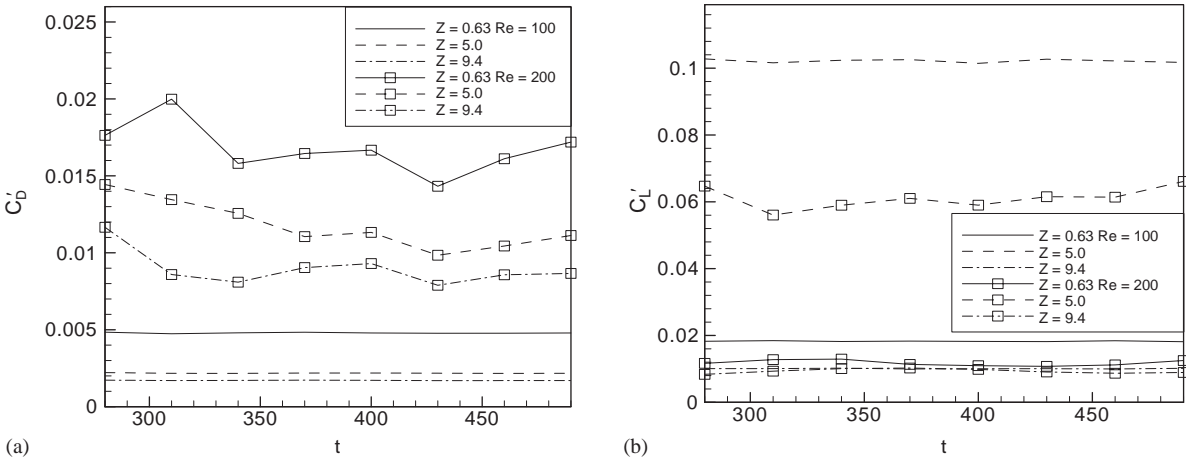 0.025
0.02
0.015
0.01
0.005
0
C_D'
300
350
400
450
t
Z = 0.63 Re = 100
Z = 5.0
Z = 9.4
Z = 0.63 Re = 200
Z = 5.0
Z = 9.4
(a)
0.1
0.08
0.06
0.04
0.02
0
C_L'
300
350
400
450
t
Z = 0.63 Re = 100
Z = 5.0
Z = 9.4
Z = 0.63 Re = 200
Z = 5.0
Z = 9.4
(b)